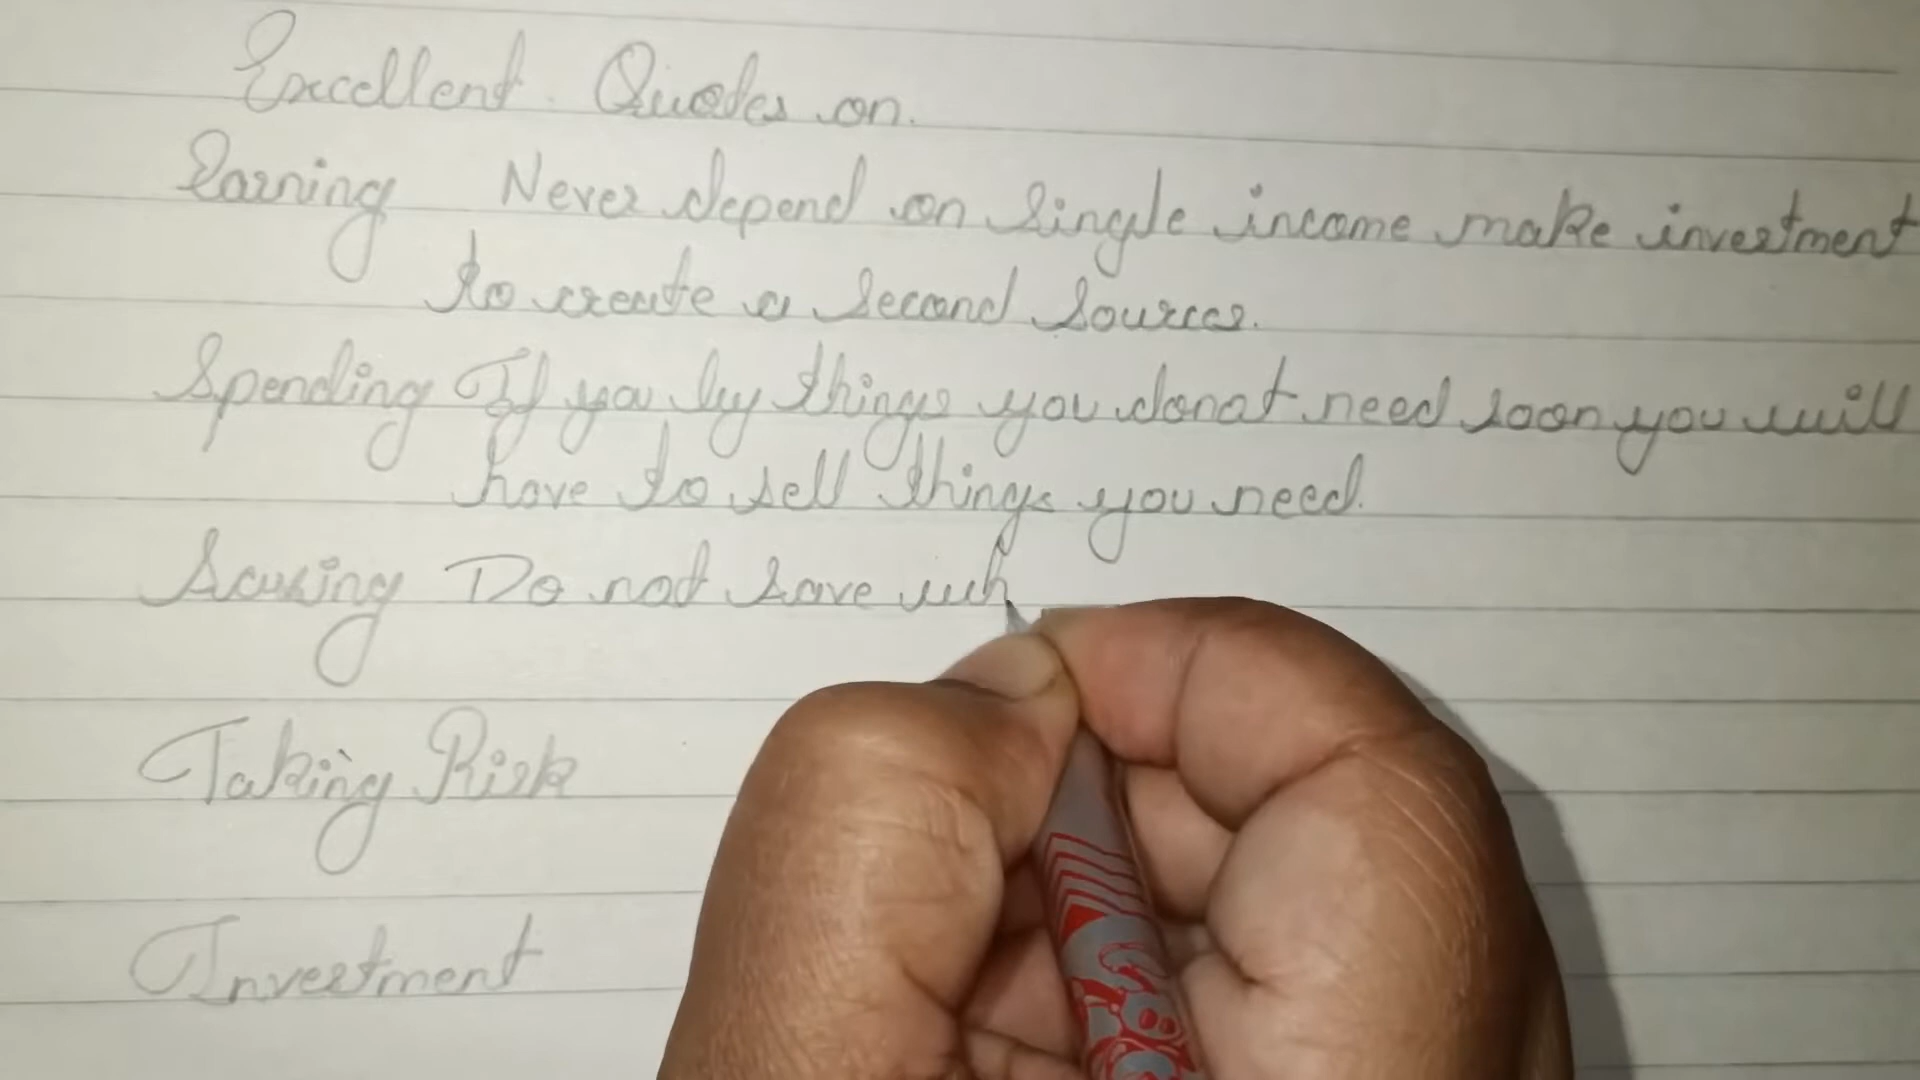 Excellent Quotes on.
Earning Never depend on single income make investment
to create a second sources.
Spending If you by things you donot need soon you will
have to sell things you need.
Saving Do not save wh
Taking Risk
Investment